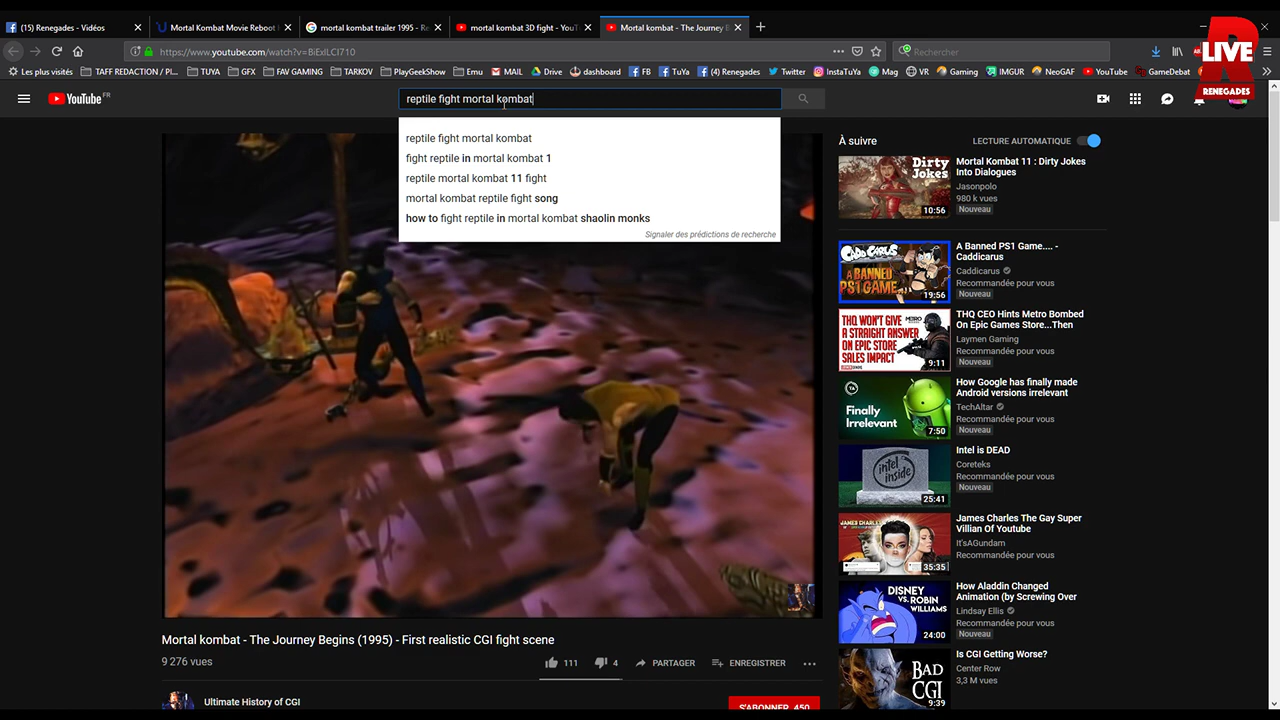 (15) Renegades - Vidéos
Mortal Kombat Movie Reboot
mortal kombat trailer 1995 - Re
mortal kombat 3D fight - YouT
Mortal kombat - The Journey B
https://www.youtube.com/watch?v=BiExlLCI710
Rechercher
LIVE
RENEGADES
Les plus visités
TAFF REDACTION / PI...
TUYA
GFX
FAV GAMING
TARKOV
PlayGeekShow
Emu
MAIL
Drive
dashboard
FB
TuYa
(4) Renegades
Twitter
InstaTuYa
Mag
VR
Gaming
IMGUR
NeoGAF
YouTube
GameDebat
YouTube FR
reptile fight mortal kombat
reptile fight mortal kombat
fight reptile in mortal kombat 1
reptile mortal kombat 11 fight
mortal kombat reptile fight song
how to fight reptile in mortal kombat shaolin monks
Signaler des prédictions de recherche
À suivre
LECTURE AUTOMATIQUE
Dirty
Jokes
10:56
Mortal Kombat 11 : Dirty Jokes
Into Dialogues
Jasonpolo
980 k vues
Nouveau
CADDICARUS
A BANNED
PS1 GAME...
19:56
A Banned PS1 Game.... -
Caddicarus
Caddicarus
Recommandée pour vous
Nouveau
THQ WON'T GIVE
A STRAIGHT ANSWER
ON EPIC STORE
SALES IMPACT
METRO
9:11
THQ CEO Hints Metro Bombed
On Epic Games Store...Then
Laymen Gaming
Recommandée pour vous
Nouveau
Finally
Irrelevant
7:50
How Google has finally made
Android versions irrelevant
TechAltar
Recommandée pour vous
Nouveau
intel
inside
25:41
Intel is DEAD
Coreteks
Recommandée pour vous
Nouveau
JAMES CHARLES
35:35
James Charles The Gay Super
Villian Of Youtube
It'sAGundam
Recommandée pour vous
DISNEY
VS. ROBIN
WILLIAMS
24:00
How Aladdin Changed
Animation (by Screwing Over
Lindsay Ellis
Recommandée pour vous
Nouveau
BAD
CGI
9:39
Is CGI Getting Worse?
Center Row
3,3 M vues
Mortal kombat - The Journey Begins (1995) - First realistic CGI fight scene
9 276 vues
111
4
PARTAGER
ENREGISTRER
Ultimate History of CGI
S'ABONNER 450